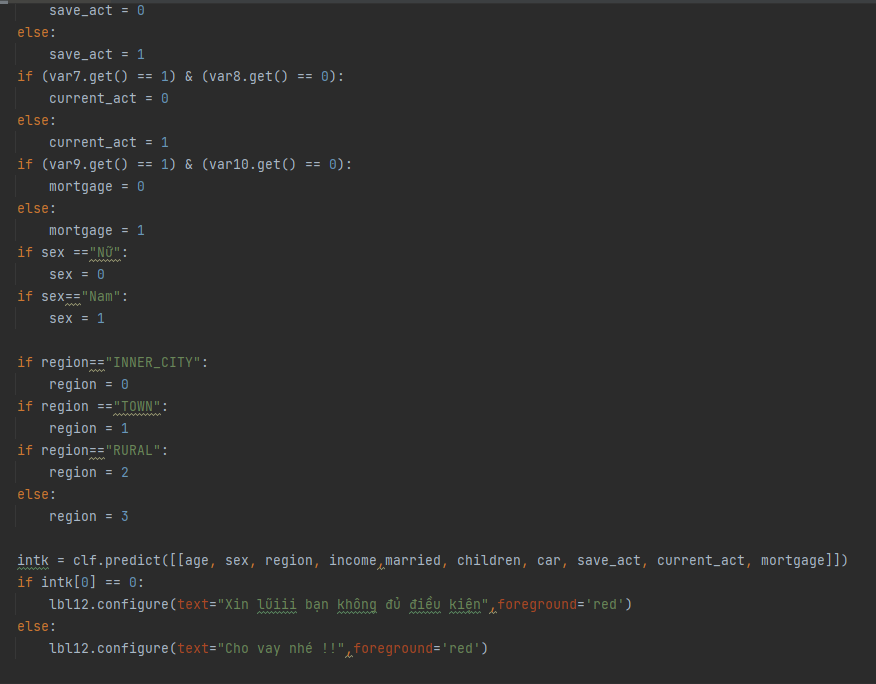 save_act = 0
else:
    save_act = 1
if (var7.get() == 1) & (var8.get() == 0):
    current_act = 0
else:
    current_act = 1
if (var9.get() == 1) & (var10.get() == 0):
    mortgage = 0
else:
    mortgage = 1
if sex =="Nữ":
    sex = 0
if sex=="Nam":
    sex = 1

if region=="INNER_CITY":
    region = 0
if region =="TOWN":
    region = 1
if region=="RURAL":
    region = 2
else:
    region = 3

intk = clf.predict([[age, sex, region, income,married, children, car, save_act, current_act, mortgage]])
if intk[0] == 0:
    lbl12.configure(text="Xin lũiii bạn không đủ điều kiện",foreground='red')
else:
    lbl12.configure(text="Cho vay nhé !!",foreground='red')